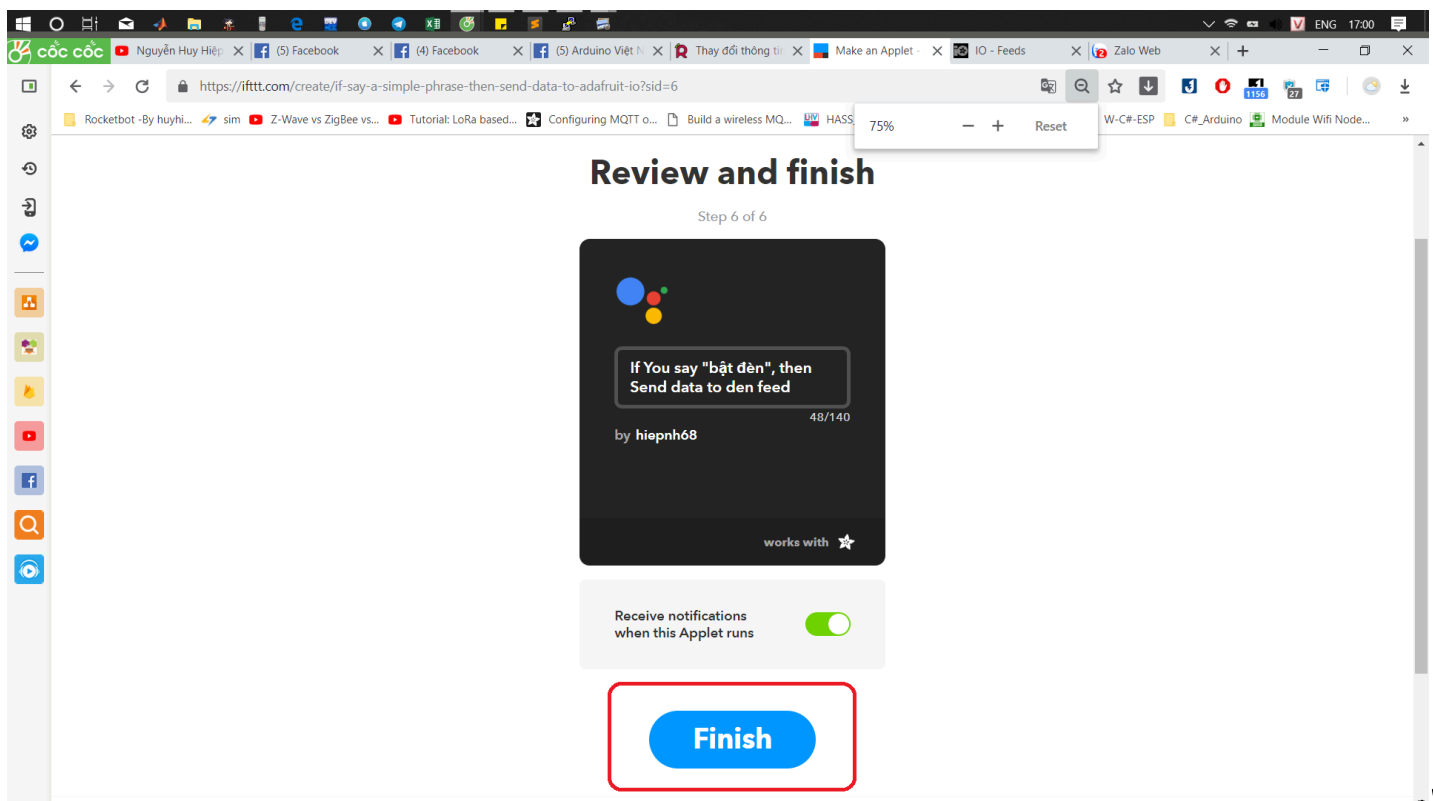 ENG 17:00
cốc cốc
Nguyễn Huy Hiệp
(5) Facebook
(4) Facebook
(5) Arduino Việt N
Thay đổi thông tin
Make an Applet -
IO - Feeds
Zalo Web
https://ifttt.com/create/if-say-a-simple-phrase-then-send-data-to-adafruit-io?sid=6
1156
27
Rocketbot -By huyhi...
sim
Z-Wave vs ZigBee vs...
Tutorial: LoRa based...
Configuring MQTT o...
Build a wireless MQ...
HASS
W-C#-ESP
C#_Arduino
Module Wifi Node...
»
75%
Reset
Review and finish
Step 6 of 6
If You say "bật đèn", then
Send data to den feed
48/140
by hiepnh68
works with
Receive notifications
when this Applet runs
Finish